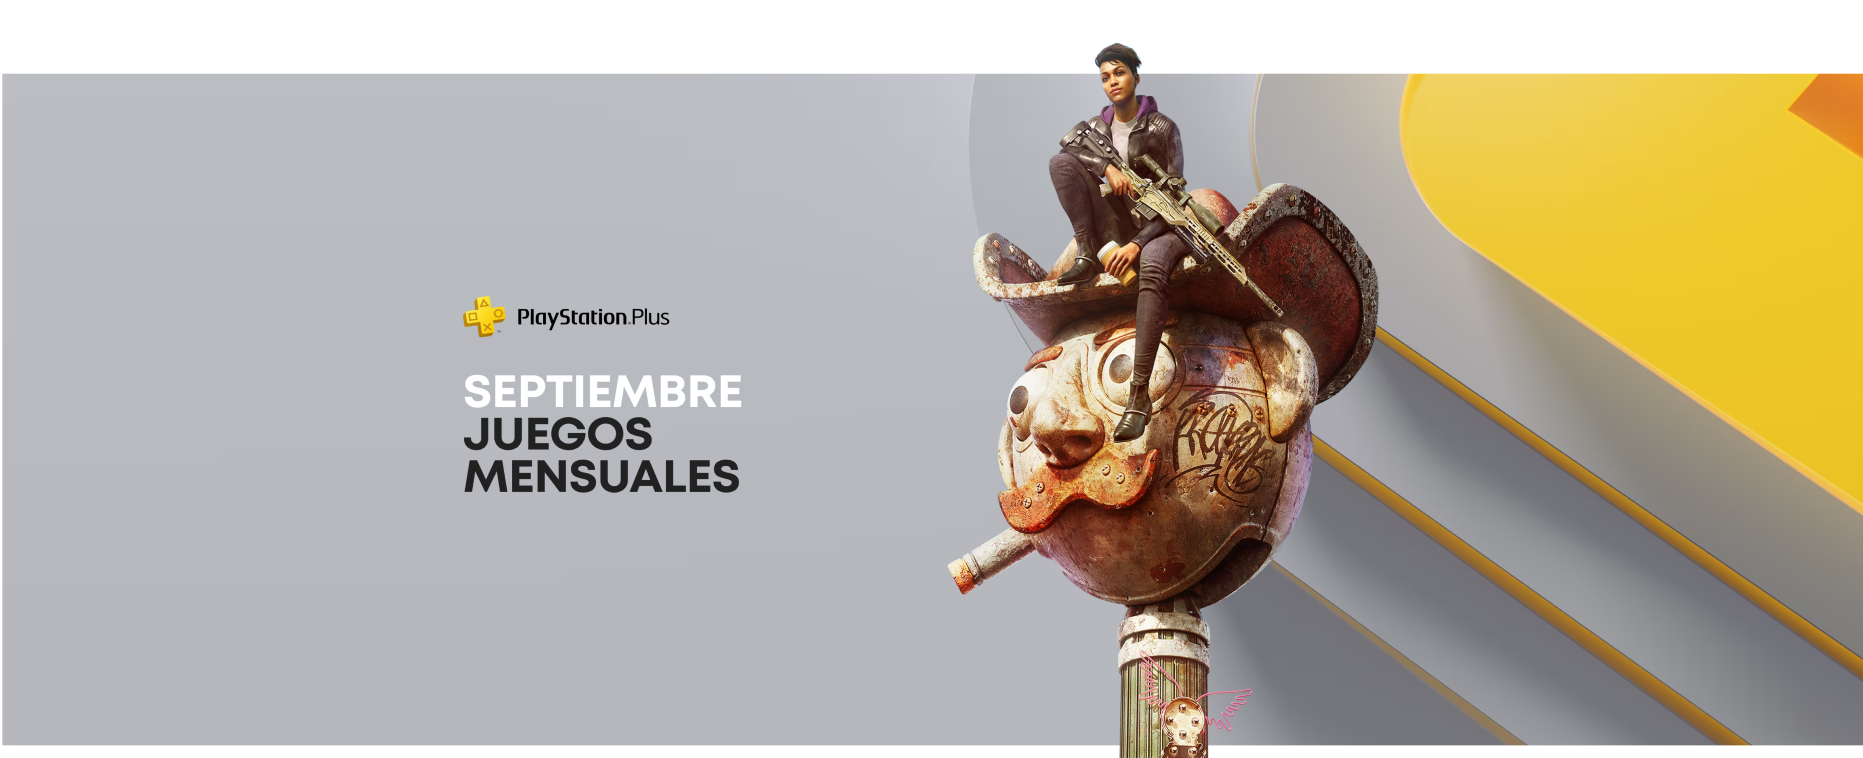 PlayStation.Plus
SEPTIEMBRE
JUEGOS
MENSUALES